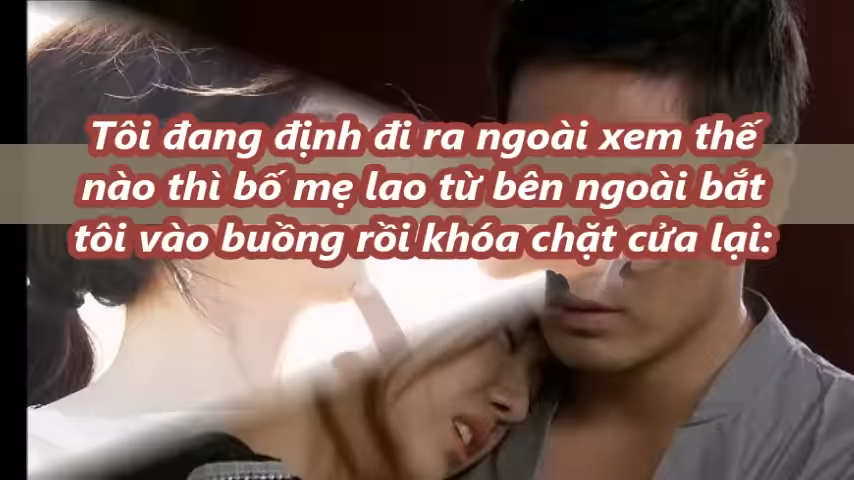 Tôi đang định đi ra ngoài xem thế
nào thì bố mẹ lao từ bên ngoài bắt
tôi vào buồng rồi khóa chặt cửa lại: